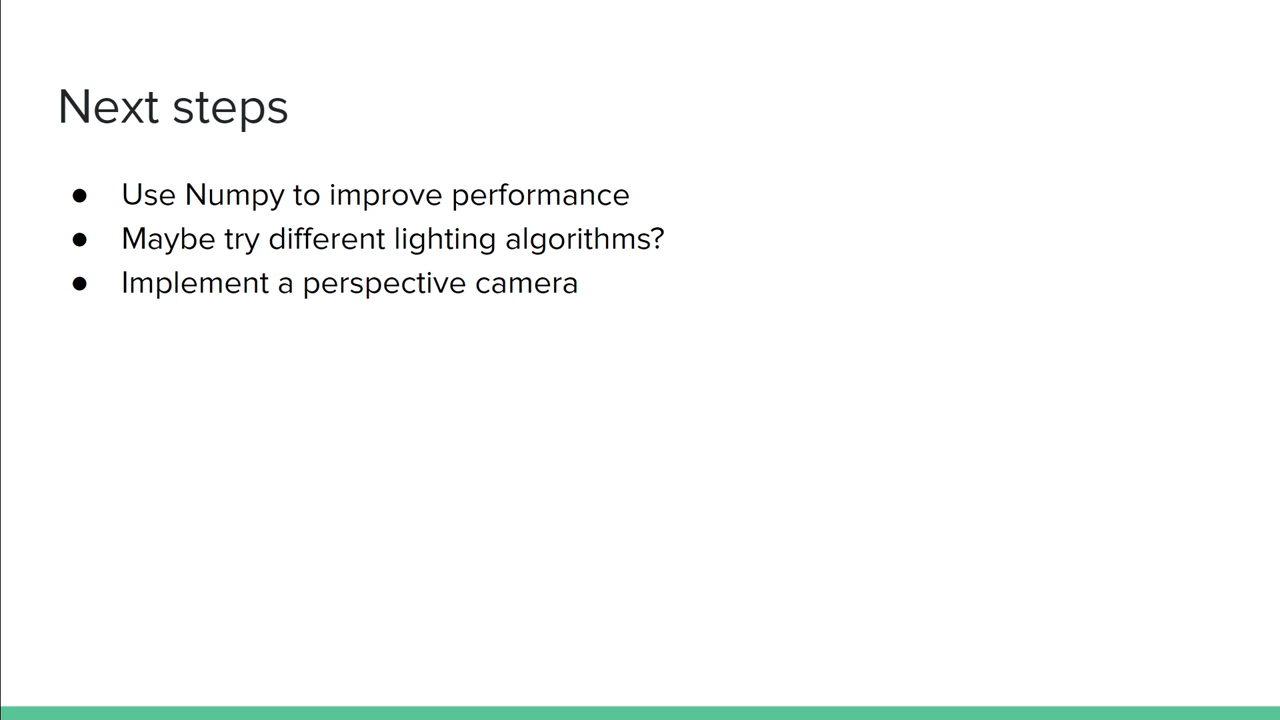 Next steps
● Use Numpy to improve performance
● Maybe try different lighting algorithms?
● Implement a perspective camera